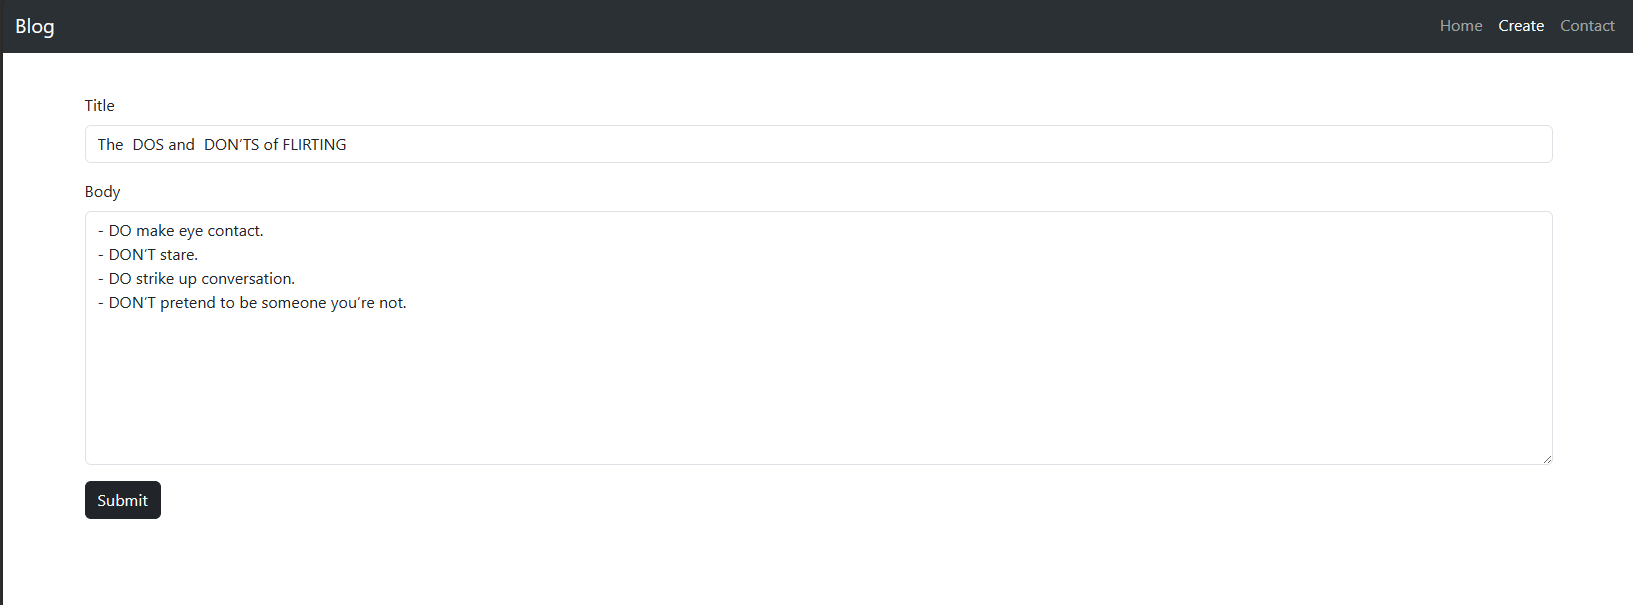 Blog
Home Create Contact
Title
The  DOS and  DON'TS of FLIRTING
Body
- DO make eye contact.
- DON'T stare.
- DO strike up conversation.
- DON'T pretend to be someone you're not.
Submit